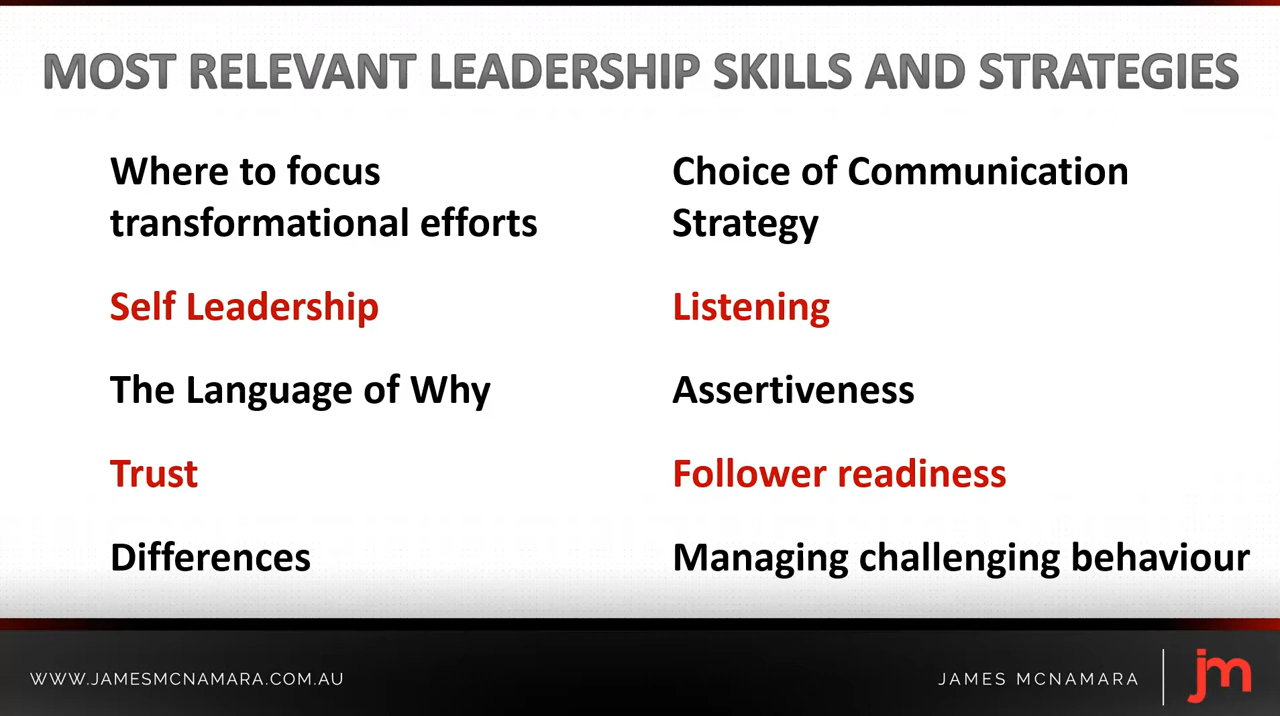 MOST RELEVANT LEADERSHIP SKILLS AND STRATEGIES
Where to focus
transformational efforts
Self Leadership
The Language of Why
Trust
Differences
Choice of Communication
Strategy
Listening
Assertiveness
Follower readiness
Managing challenging behaviour
WWW.JAMESMCNAMARA.COM.AU
JAMES MCNAMARA
jm